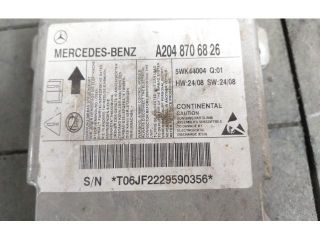 MERCEDES-BENZ A204 870 68 26
5WK44004 Q:01
HW:24/08 SW:24/08
CONTINENTAL
CAUTION
S/N *T06JF2229590356*